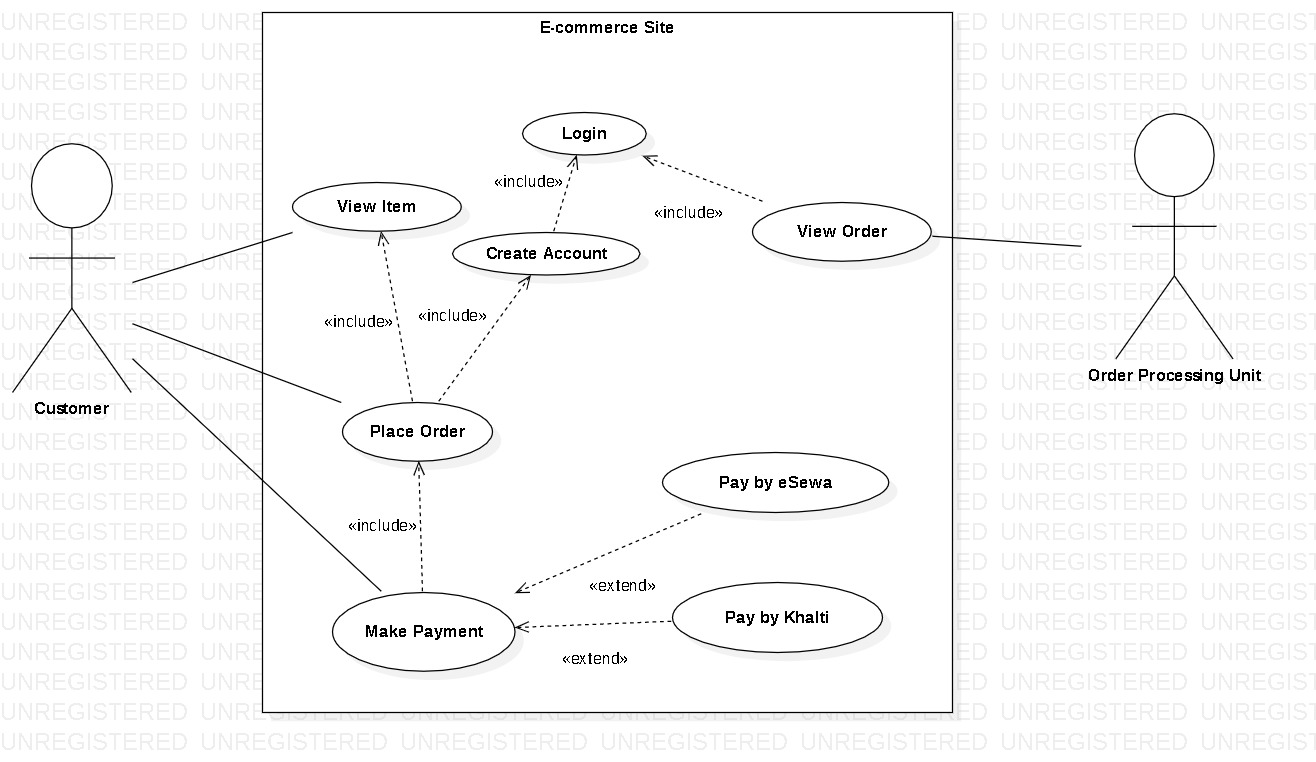 E-commerce Site
Login
«include»
View Item
«include»
View Order
Create Account
«include»
«include»
Order Processing Unit
Customer
Place Order
Pay by eSewa
«include»
«extend»
Pay by Khalti
Make Payment
«extend»
UNREGISTERED UNREGISTERED UNREGISTERED UNREGISTERED UNREGISTERED UNREGISTERED